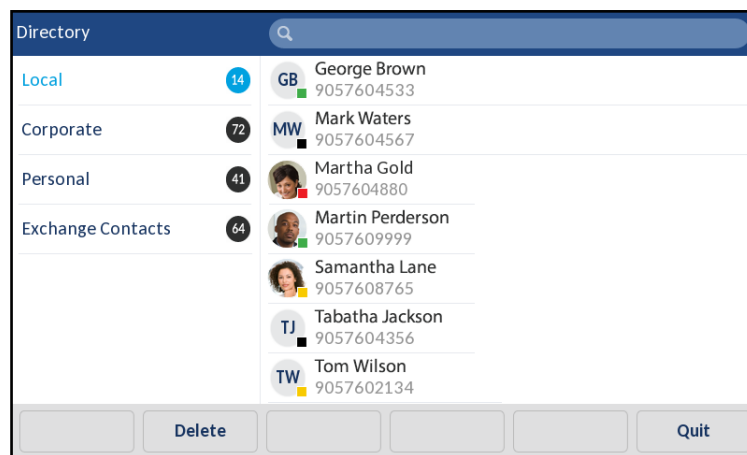 Directory
Local 14
Corporate 72
Personal 41
Exchange Contacts 64
GB George Brown
9057604533
MW Mark Waters
9057604567
Martha Gold
9057604880
Martin Perderson
9057609999
Samantha Lane
9057608765
TJ Tabatha Jackson
9057604356
TW Tom Wilson
9057602134
Delete Quit